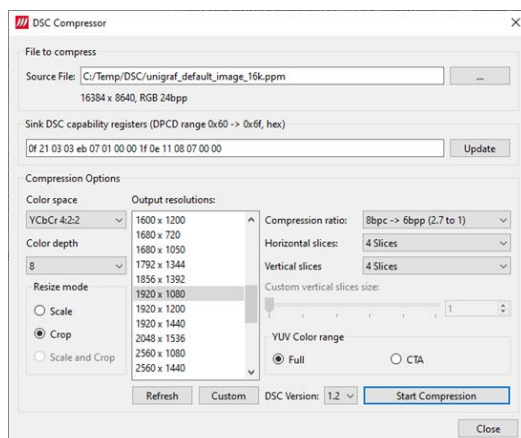 DSC Compressor
File to compress
Source File: C:/Temp/DSC/unigraf_default_image_16k.ppm ...
16384 x 8640, RGB 24bpp
Sink DSC capability registers (DPCD range 0x60 -> 0x6f, hex)
0f 21 03 03 eb 07 01 00 00 1f 0e 11 08 07 00 00 Update
Compression Options
Color space
YCbCr 4:2:2
Color depth
8
Resize mode
Scale
Crop
Scale and Crop
Output resolutions:
1600 x 1200
1680 x 720
1680 x 1050
1792 x 1344
1856 x 1392
1920 x 1080
1920 x 1200
1920 x 1440
2048 x 1536
2560 x 1080
2560 x 1440
Refresh Custom
Compression ratio: 8bpc -> 6bpp (2.7 to 1)
Horizontal slices: 4 Slices
Vertical slices 4 Slices
Custom vertical slices size:
1
YUV Color range
Full CTA
DSC Version: 1.2 Start Compression
Close